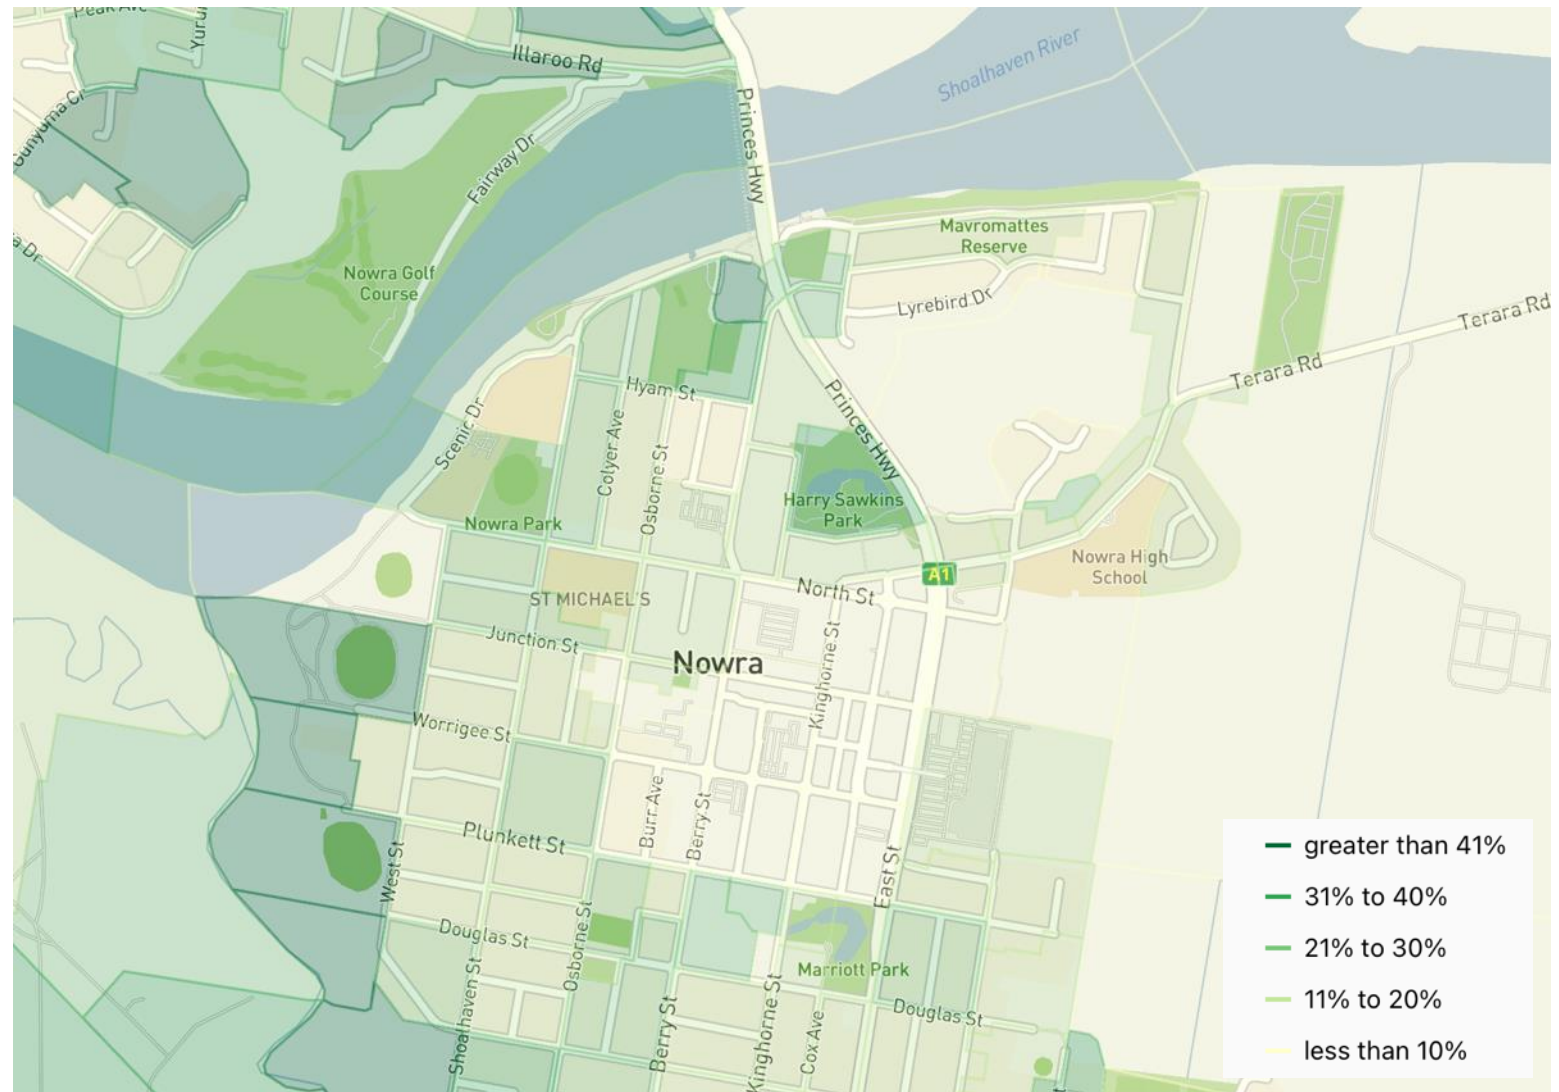 Peak Ave
Illaroo Rd
Shoalhaven River
Princes Hwy
Fairway Dr
Gunyuma Cr
Mavromattes
Reserve
Nowra Golf
Course
Lyrebird Dr
Terara Rd
Terara Rd
Hyam St
Princes Hwy
Scenic Dr
Colyer Ave
Osborne St
Harry Sawkins
Park
Nowra Park
Nowra High
School
A1
North St
ST MICHAEL'S
Junction St
Kinghorne St
Nowra
Worrigee St
Burr Ave
Berry St
Plunkett St
West St
East St
Douglas St
Osborne St
Marriott Park
Shoalhaven St
Berry St
Kinghorne St
Cox Ave
Douglas St
greater than 41%
31% to 40%
21% to 30%
11% to 20%
less than 10%